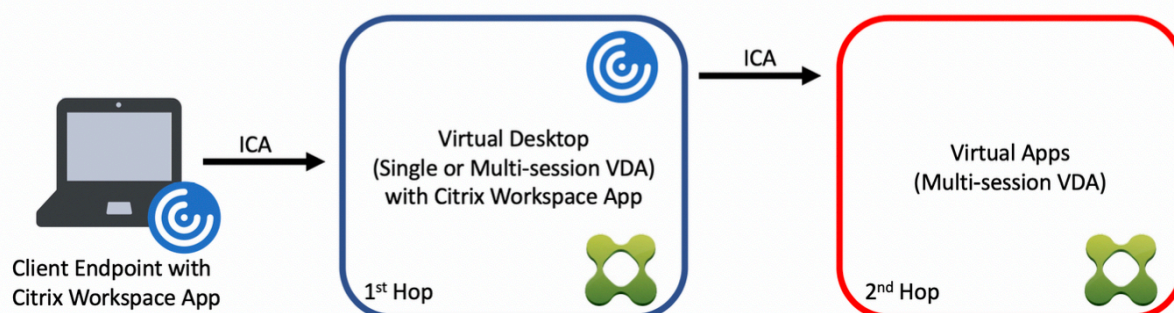 ICA
Client Endpoint with
Citrix Workspace App
Virtual Desktop
(Single or Multi-session VDA)
with Citrix Workspace App
1st Hop
ICA
Virtual Apps
(Multi-session VDA)
2nd Hop